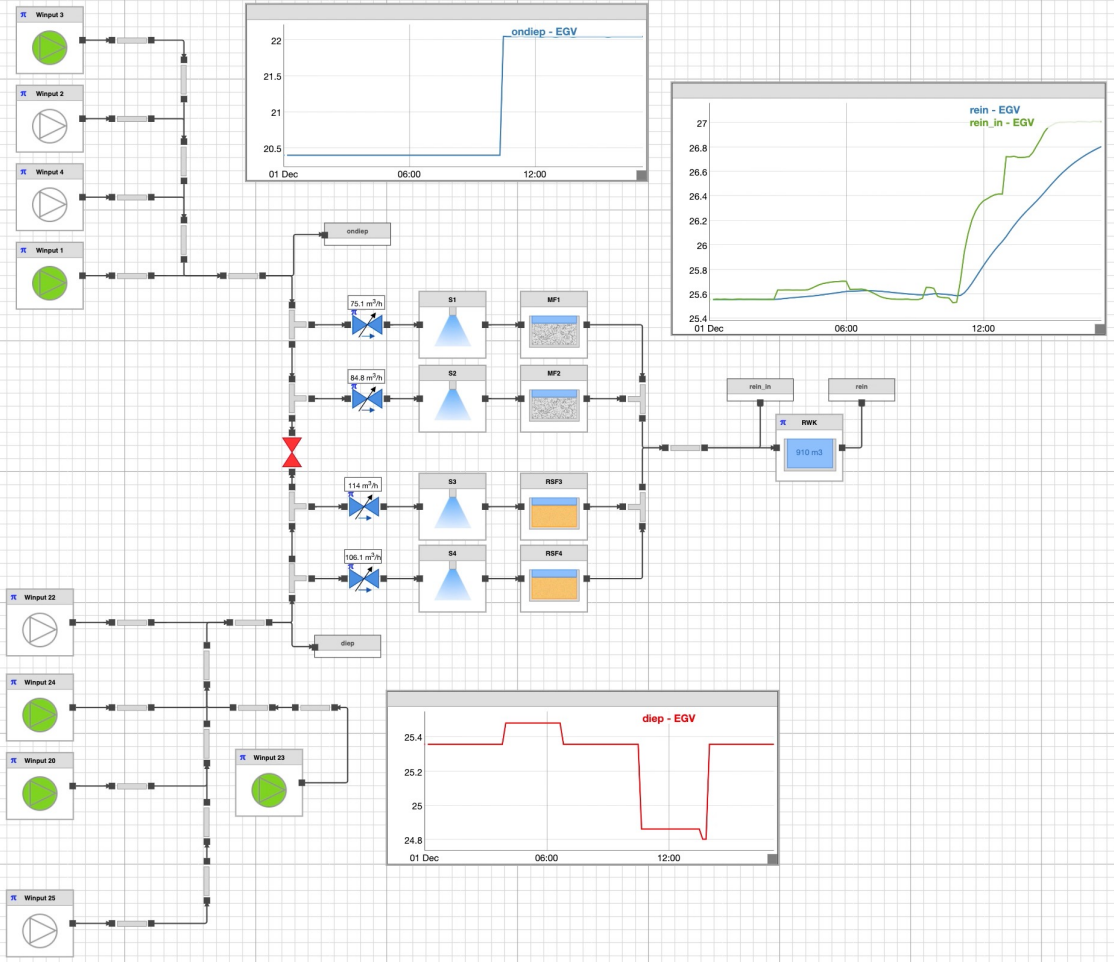 π Winput 3
π Winput 2
π Winput 4
π Winput 1
ondiep - EGV
22
21.5
21
20.5
01 Dec
06:00
12:00
rein - EGV
rein_in - EGV
27
26.8
26.6
26.4
26.2
26
25.8
25.6
25.4
01 Dec
06:00
12:00
ondiep
75.1 m³/h
π
S1
MF1
84.8 m³/h
π
S2
MF2
rein_in
rein
π RWK
910 m3
114 m³/h
π
S3
RSF3
106.1 m³/h
π
S4
RSF4
π Winput 22
diep
π Winput 24
π Winput 20
π Winput 23
π Winput 25
diep - EGV
25.4
25.2
25
24.8
01 Dec
06:00
12:00